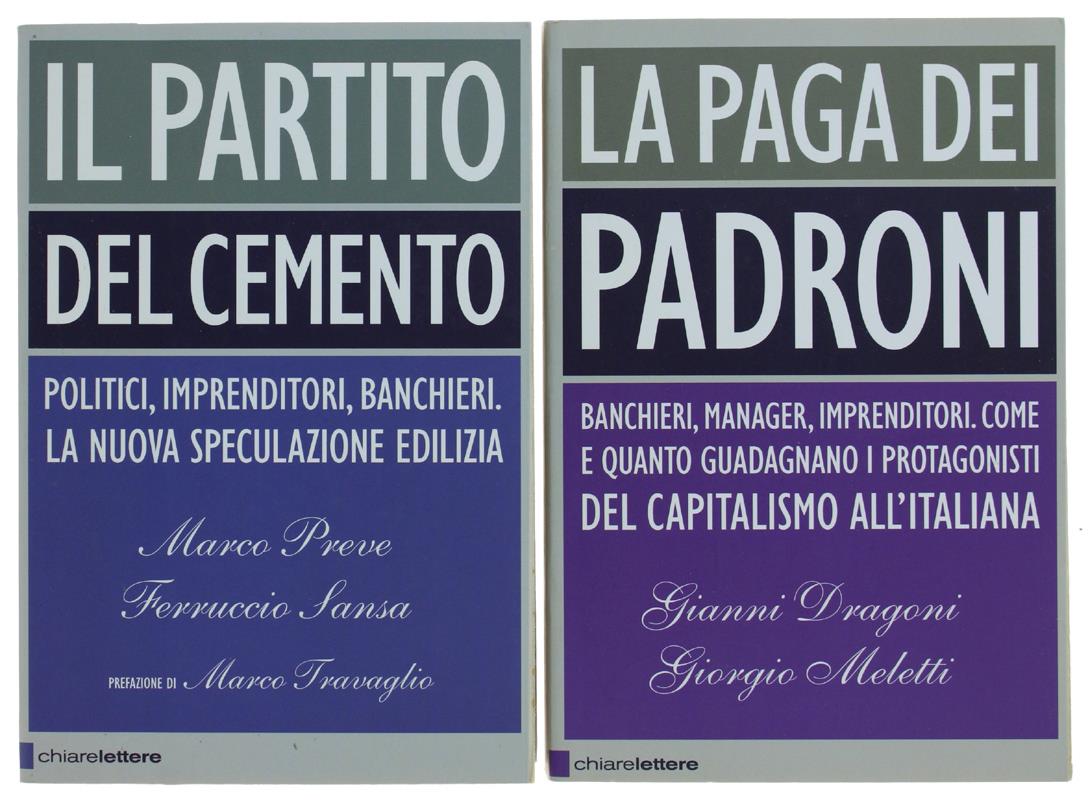 IL PARTITO
DEL CEMENTO
POLITICI, IMPRENDITORI, BANCHIERI.
LA NUOVA SPECULAZIONE EDILIZIA
Marco Preve
Ferruccio Sansa
PREFAZIONE DI Marco Travaglio
chiarelettere
LA PAGA DEI
PADRONI
BANCHIERI, MANAGER, IMPRENDITORI. COME
E QUANTO GUADAGNANO I PROTAGONISTI
DEL CAPITALISMO ALL'ITALIANA
Gianni Dragoni
Giorgio Meletti
chiarelettere